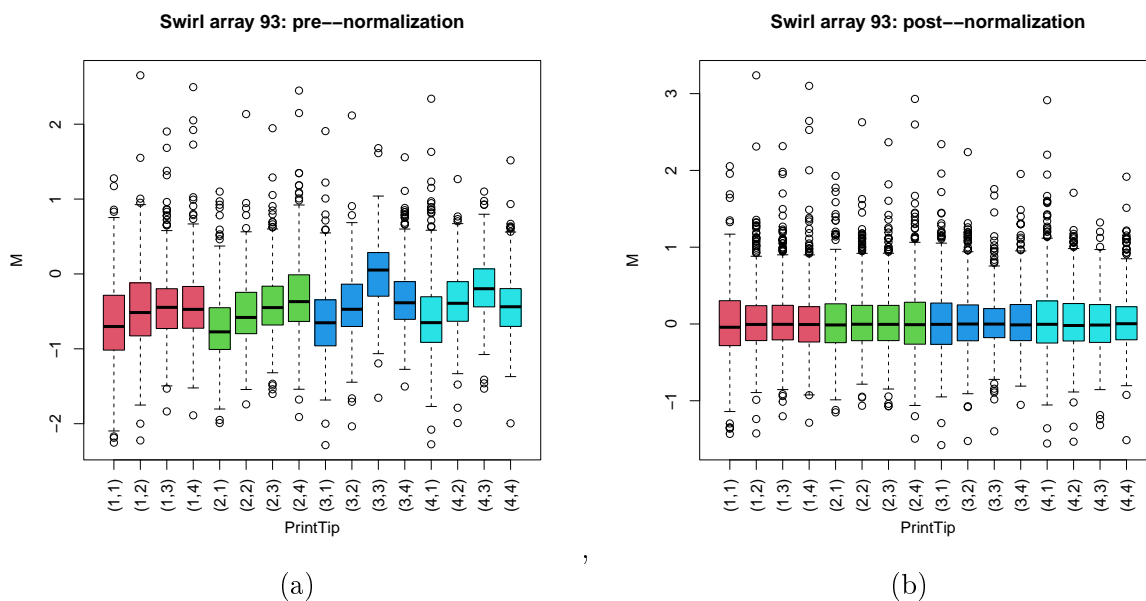 Swirl array 93: pre−−normalization
M
2
1
0
−1
−2
(1,1) (1,2) (1,3) (1,4) (2,1) (2,2) (2,3) (2,4) (3,1) (3,2) (3,3) (3,4) (4,1) (4,2) (4,3) (4,4)
PrintTip
(a)
,
Swirl array 93: post−−normalization
M
3
2
1
0
−1
(1,1) (1,2) (1,3) (1,4) (2,1) (2,2) (2,3) (2,4) (3,1) (3,2) (3,3) (3,4) (4,1) (4,2) (4,3) (4,4)
PrintTip
(b)